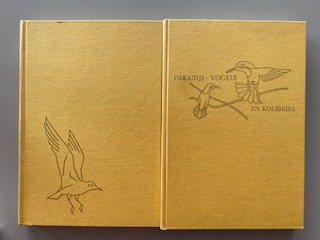 PARADIJS - VOGELS
EN KOLIBRIES